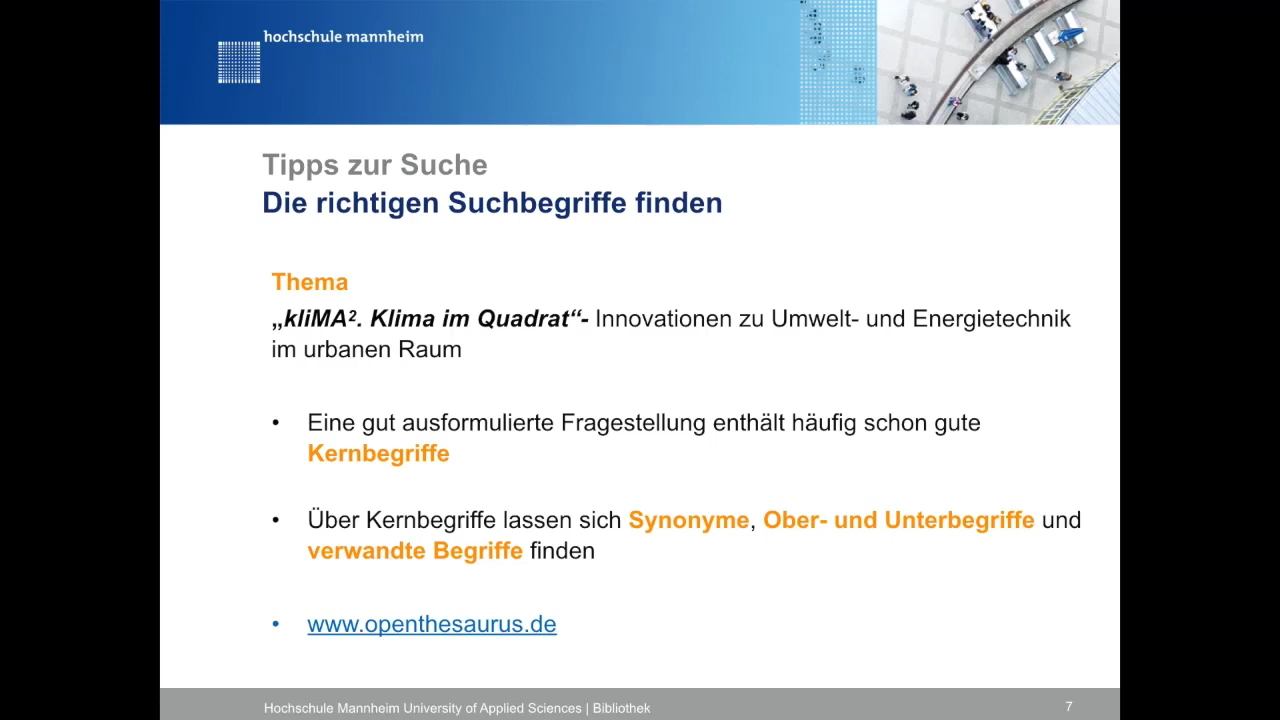 hochschule mannheim
Tipps zur Suche
Die richtigen Suchbegriffe finden
Thema
„kliMA². Klima im Quadrat“- Innovationen zu Umwelt- und Energietechnik
im urbanen Raum
• Eine gut ausformulierte Fragestellung enthält häufig schon gute
Kernbegriffe
• Über Kernbegriffe lassen sich Synonyme, Ober- und Unterbegriffe und
verwandte Begriffe finden
• www.openthesaurus.de
Hochschule Mannheim University of Applied Sciences | Bibliothek 7